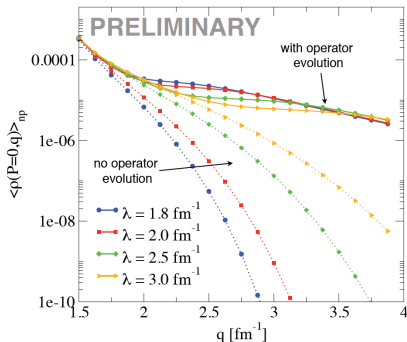 PRELIMINARY
with operator
evolution
0.0001
<ρ(P=0,q)>np
1e-06
no operator
evolution
1e-08
λ = 1.8 fm-1
λ = 2.0 fm-1
λ = 2.5 fm-1
λ = 3.0 fm-1
1e-10
1.5 2 2.5 3 3.5 4
q [fm-1]